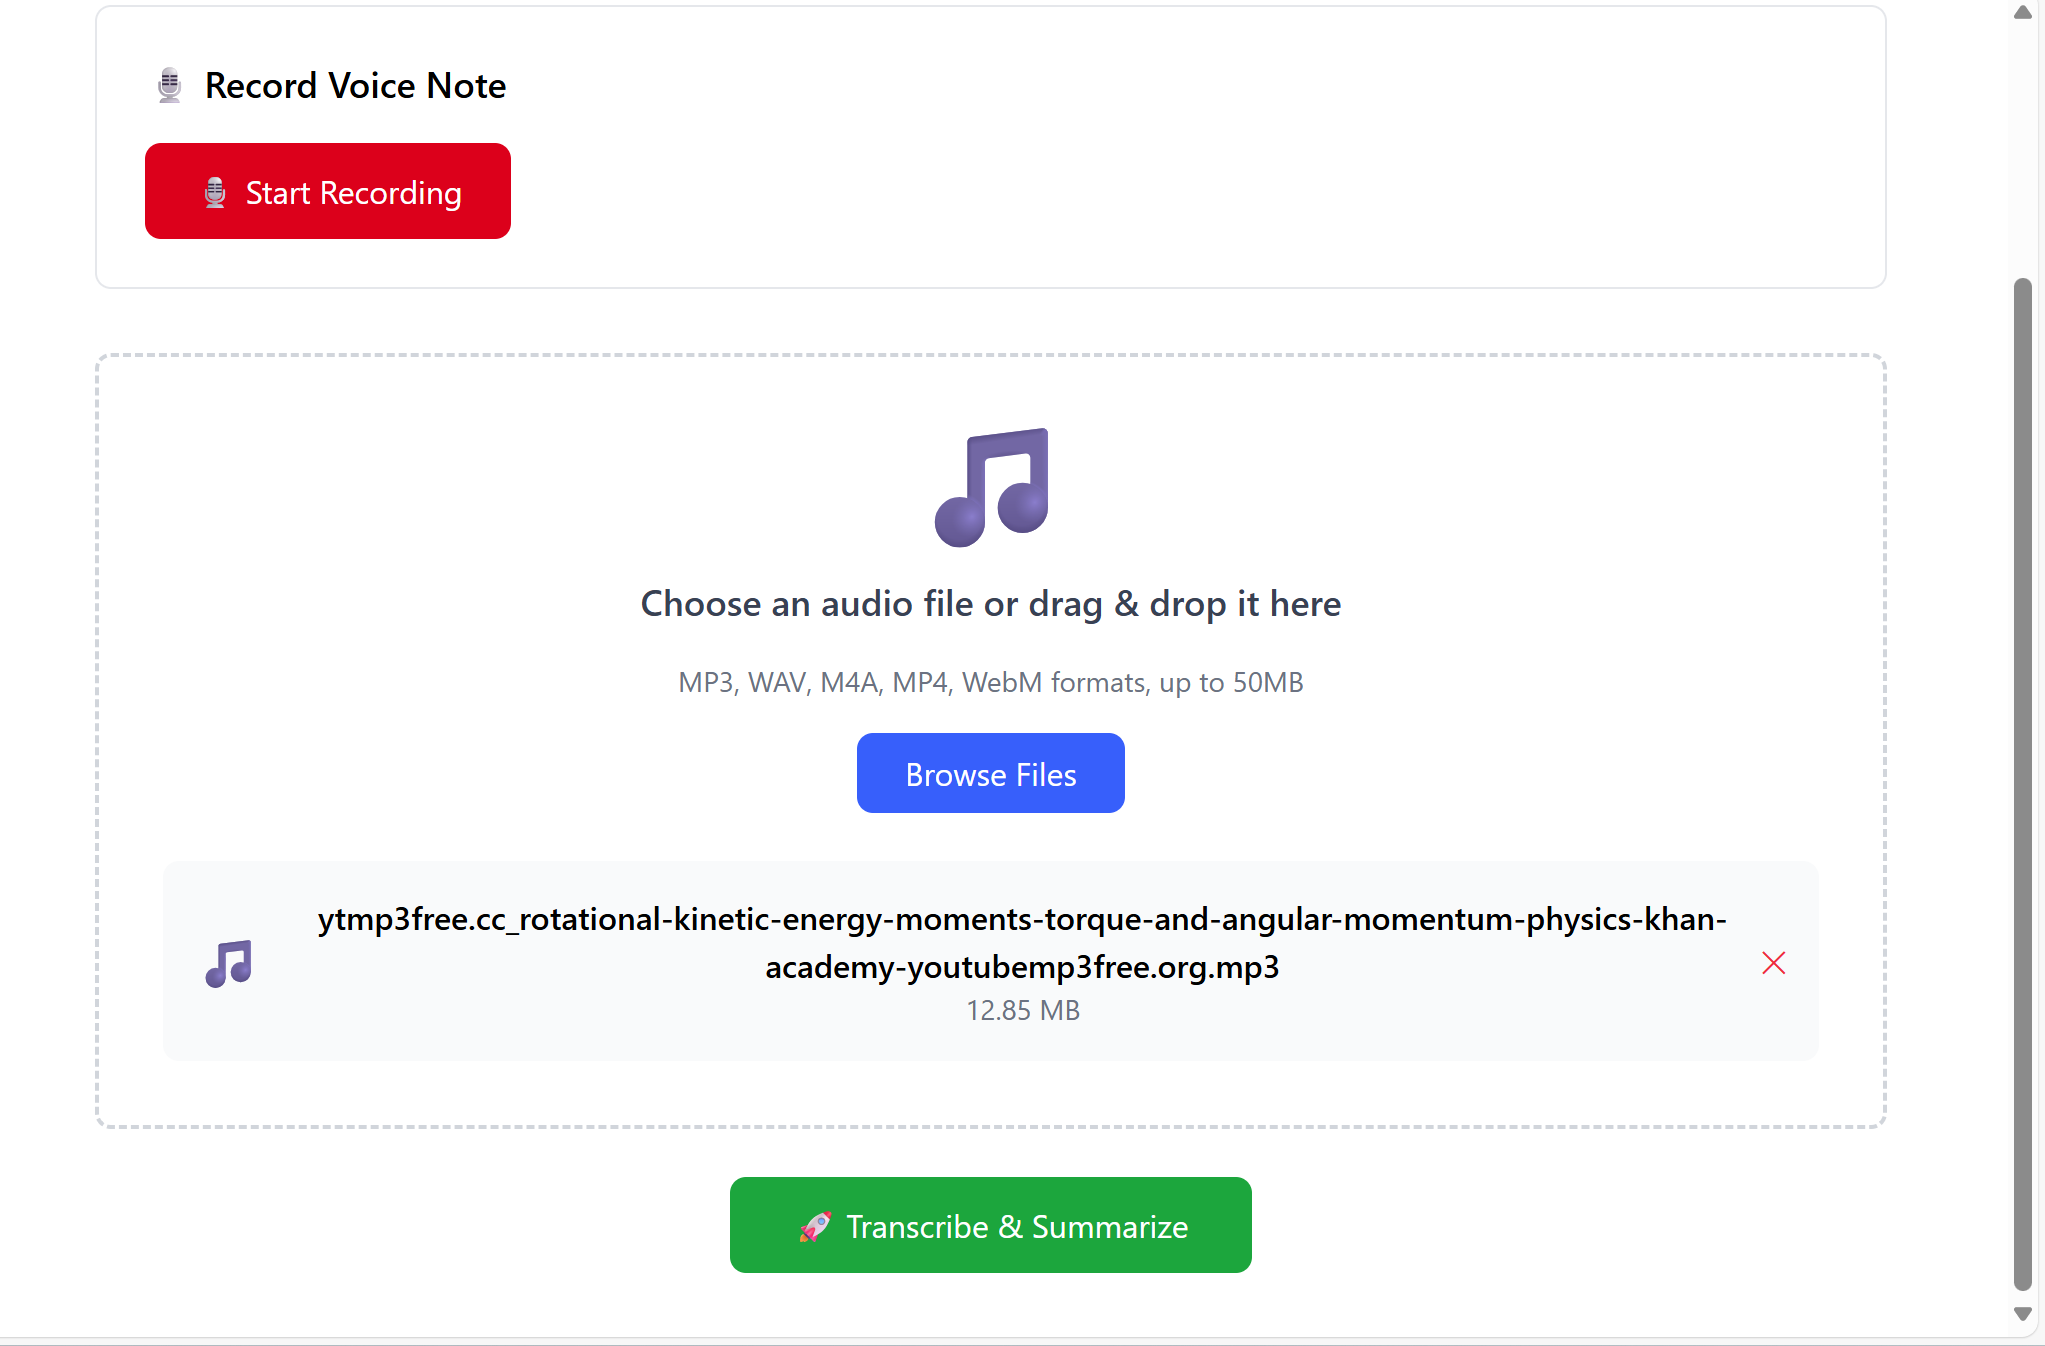 Record Voice Note
Start Recording
Choose an audio file or drag & drop it here
MP3, WAV, M4A, MP4, WebM formats, up to 50MB
Browse Files
ytmp3free.cc_rotational-kinetic-energy-moments-torque-and-angular-momentum-physics-khan-
academy-youtubemp3free.org.mp3
12.85 MB
Transcribe & Summarize